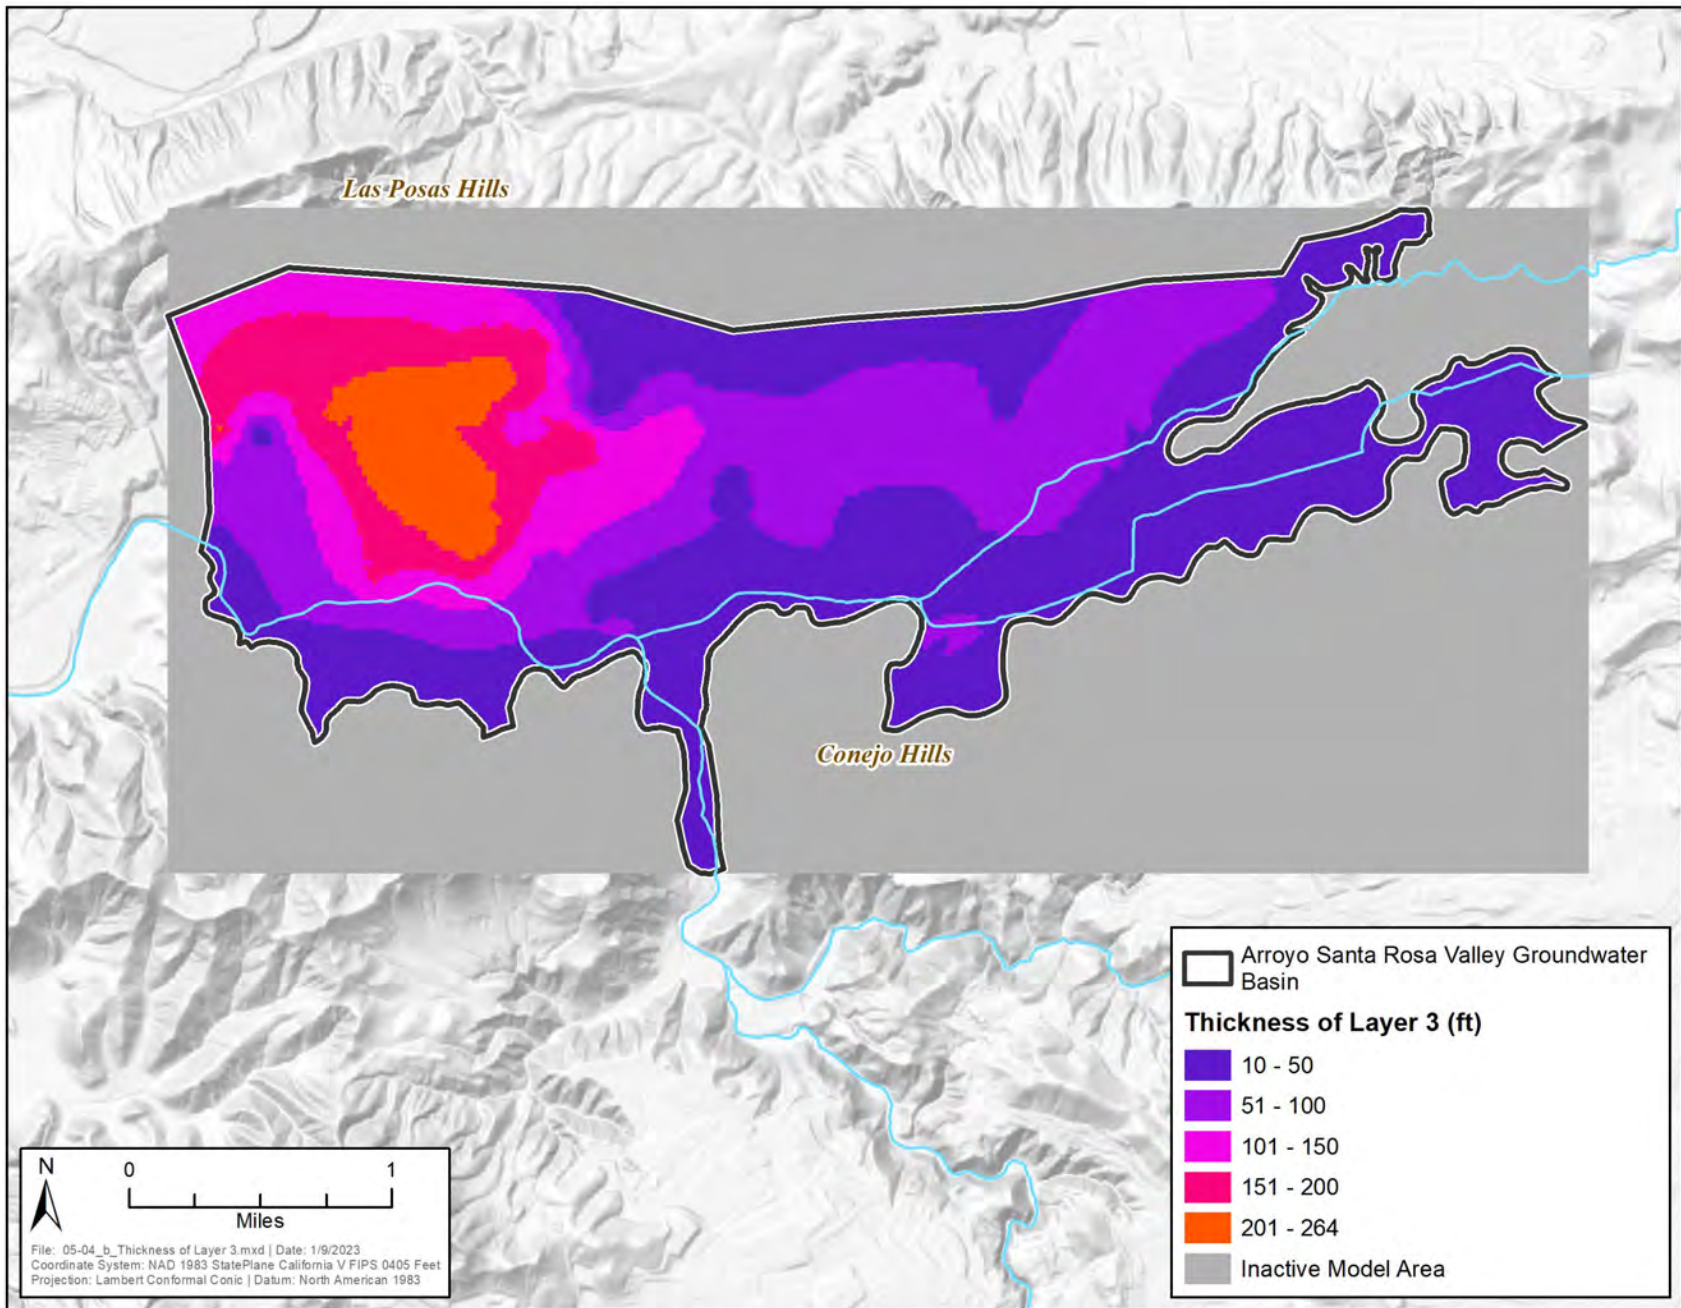 Las Posas Hills
Conejo Hills
Arroyo Santa Rosa Valley Groundwater
Basin
Thickness of Layer 3 (ft)
10 - 50
51 - 100
101 - 150
151 - 200
201 - 264
Inactive Model Area
N
0 1
Miles
File: 05-04_b_Thickness of Layer 3.mxd | Date: 1/9/2023
Coordinate System: NAD 1983 StatePlane California V FIPS 0405 Feet
Projection: Lambert Conformal Conic | Datum: North American 1983